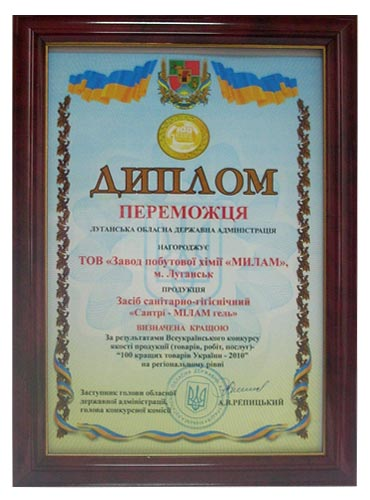 ДИПЛОМ
ПЕРЕМОЖЦЯ
ЛУГАНСЬКА ОБЛАСНА ДЕРЖАВНА АДМІНІСТРАЦІЯ
НАГОРОДЖУЄ
ТОВ «Завод побутової хімії «МИЛАМ»,
м. Луганськ
ПРОДУКЦІЯ
Засіб санітарно-гігієнічний
«Сантрі - МІЛАМ гель»
ВИЗНАЧЕНА КРАЩОЮ
За результатами Всеукраїнського конкурсу
якості продукції (товарів, робіт, послуг)-
“100 кращих товарів України - 2010”
на регіональному рівні
Заступник голови обласної
державної адміністрації,
голова конкурсної комісії
А.В.РЕПИЦЬКИЙ